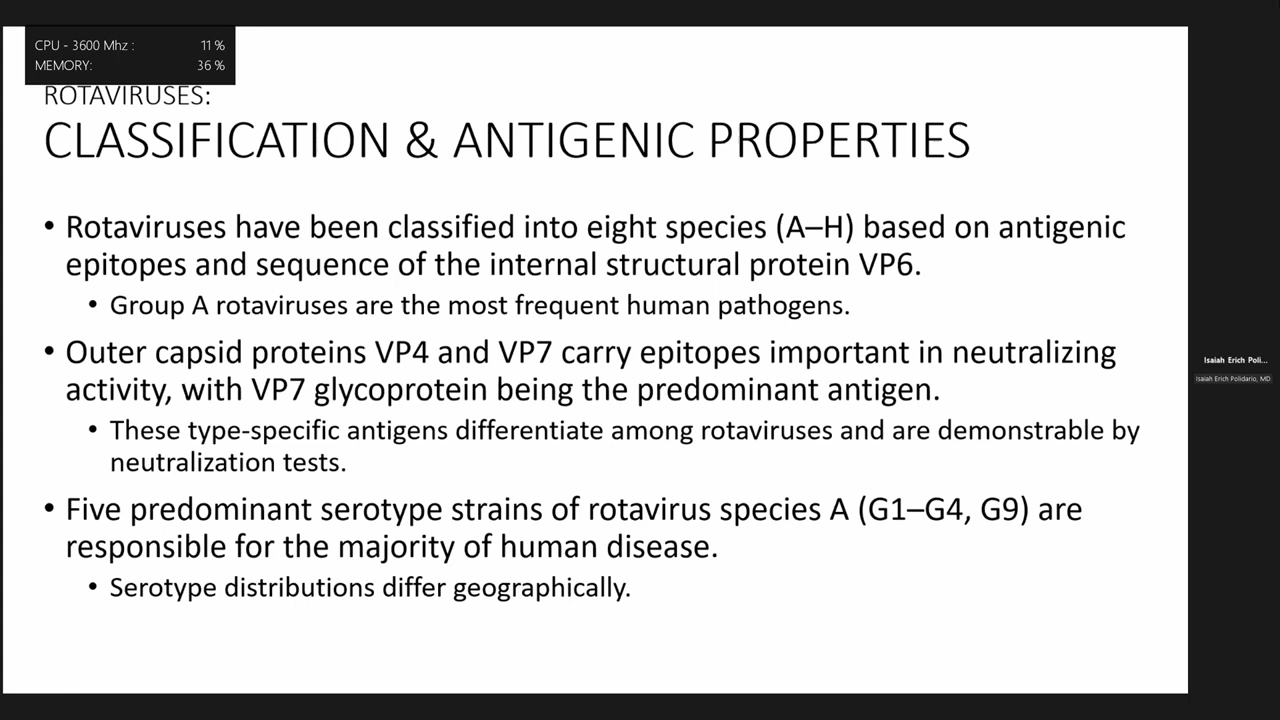 CPU - 3600 Mhz : 11 %
MEMORY: 36 %
ROTAVIRUSES:
CLASSIFICATION & ANTIGENIC PROPERTIES
• Rotaviruses have been classified into eight species (A–H) based on antigenic
epitopes and sequence of the internal structural protein VP6.
• Group A rotaviruses are the most frequent human pathogens.
• Outer capsid proteins VP4 and VP7 carry epitopes important in neutralizing
activity, with VP7 glycoprotein being the predominant antigen.
• These type-specific antigens differentiate among rotaviruses and are demonstrable by
neutralization tests.
• Five predominant serotype strains of rotavirus species A (G1–G4, G9) are
responsible for the majority of human disease.
• Serotype distributions differ geographically.
Isaiah Erich Poli...
Isaiah Erich Polidario, MD